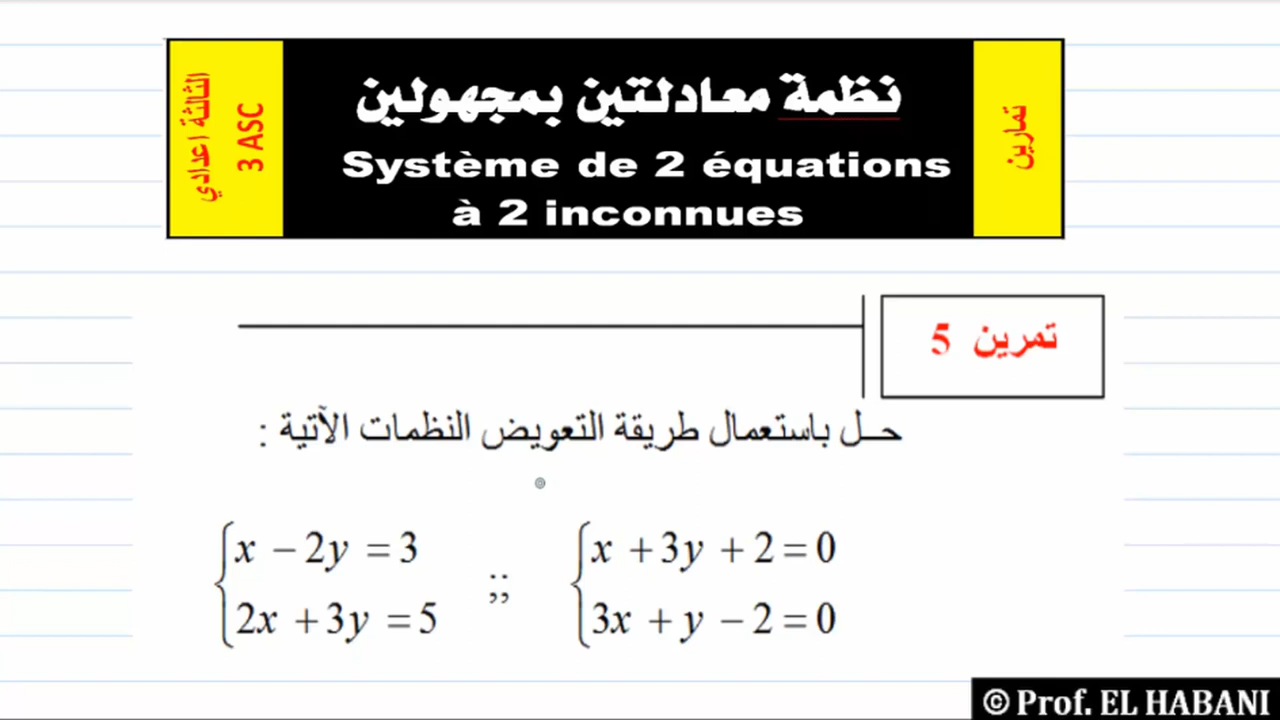 الثالثة اعدادي
3 ASC
نظمة معادلتين بمجهولين
Système de 2 équations
à 2 inconnues
تمارين
تمرين 5
حـل باستعمال طريقة التعويض النظمات الآتية :
x − 2y = 3
2x + 3y = 5
;;
x + 3y + 2 = 0
3x + y − 2 = 0
© Prof. EL HABANI